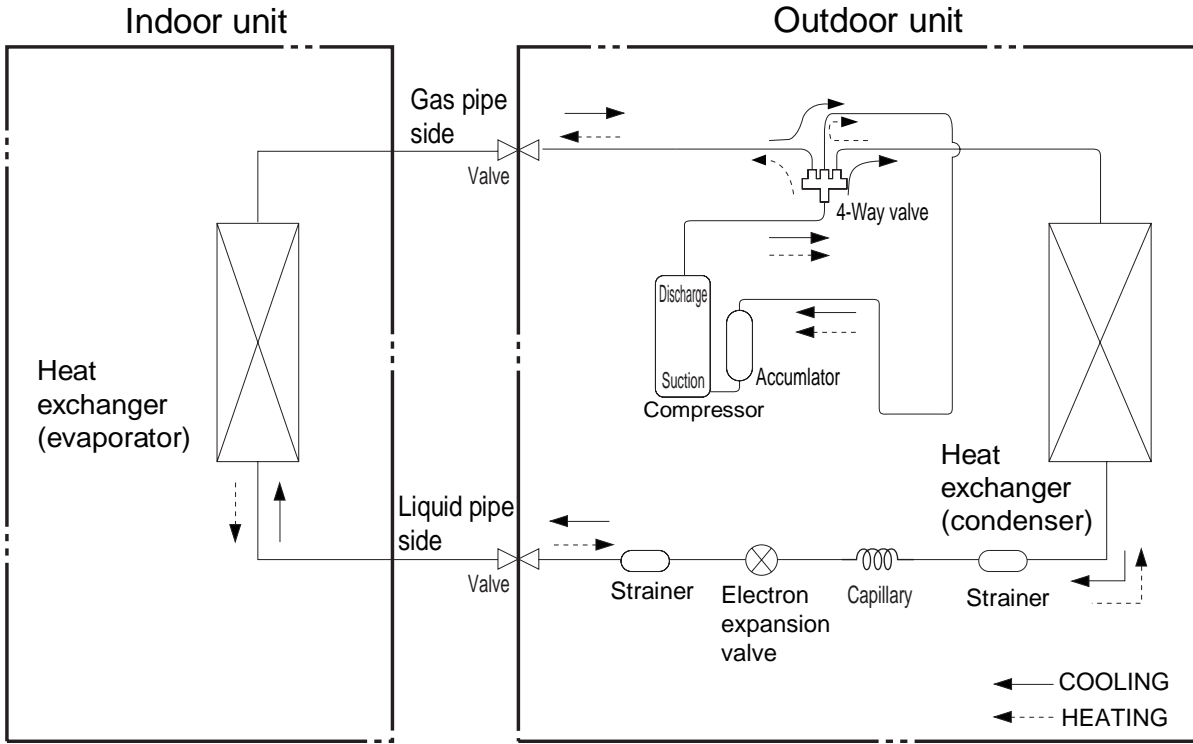 Indoor unit
Outdoor unit
Gas pipe
side
Valve
4-Way valve
Discharge
Suction
Compressor
Accumlator
Heat
exchanger
(evaporator)
Heat
exchanger
(condenser)
Liquid pipe
side
Valve
Strainer
Electron
expansion
valve
Capillary
Strainer
COOLING
HEATING